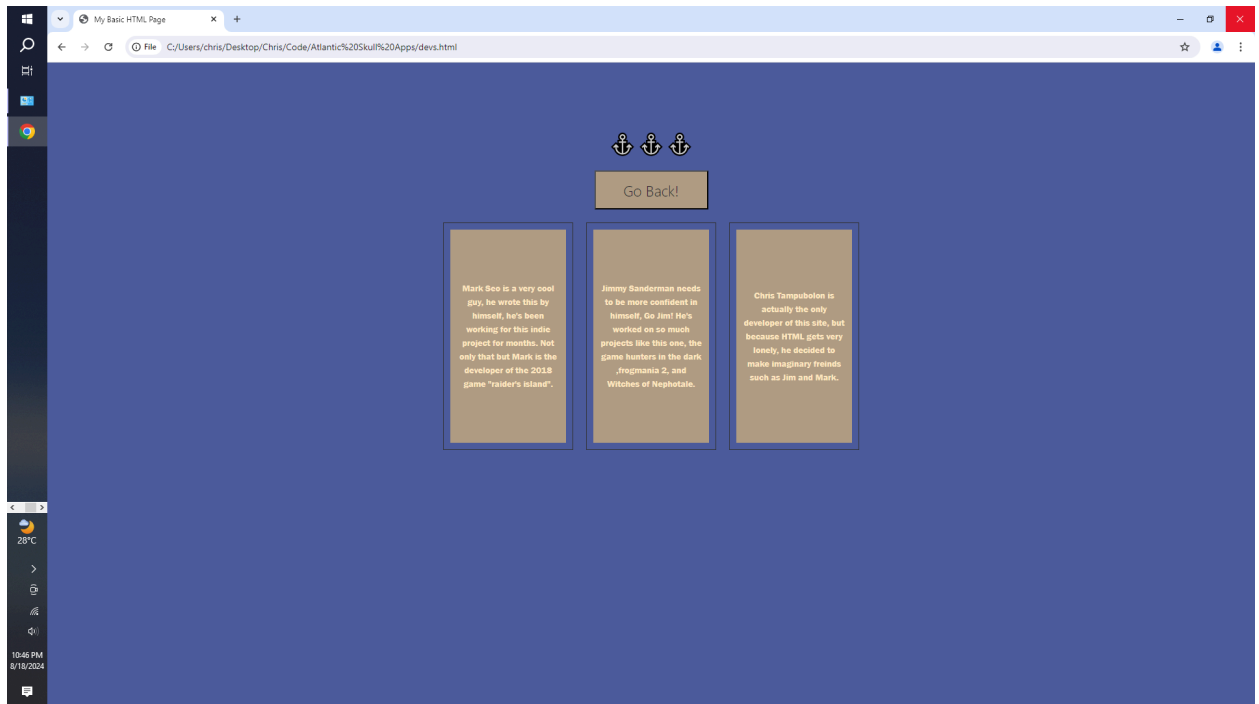 My Basic HTML Page
File C:/Users/chris/Desktop/Chris/Code/Atlantic%20Skull%20Apps/devs.html
Go Back!
Mark Seo is a very cool
guy, he wrote this by
himself, he's been
working for this indie
project for months. Not
only that but Mark is the
developer of the 2018
game "raider's island".
Jimmy Sanderman needs
to be more confident in
himself, Go Jim! He's
worked on so much
projects like this one, the
game hunters in the dark
,frogmania 2, and
Witches of Nephotale.
Chris Tampubolon is
actually the only
developer of this site, but
because HTML gets very
lonely, he decided to
make imaginary freinds
such as Jim and Mark.
28°C
10:46 PM
8/18/2024